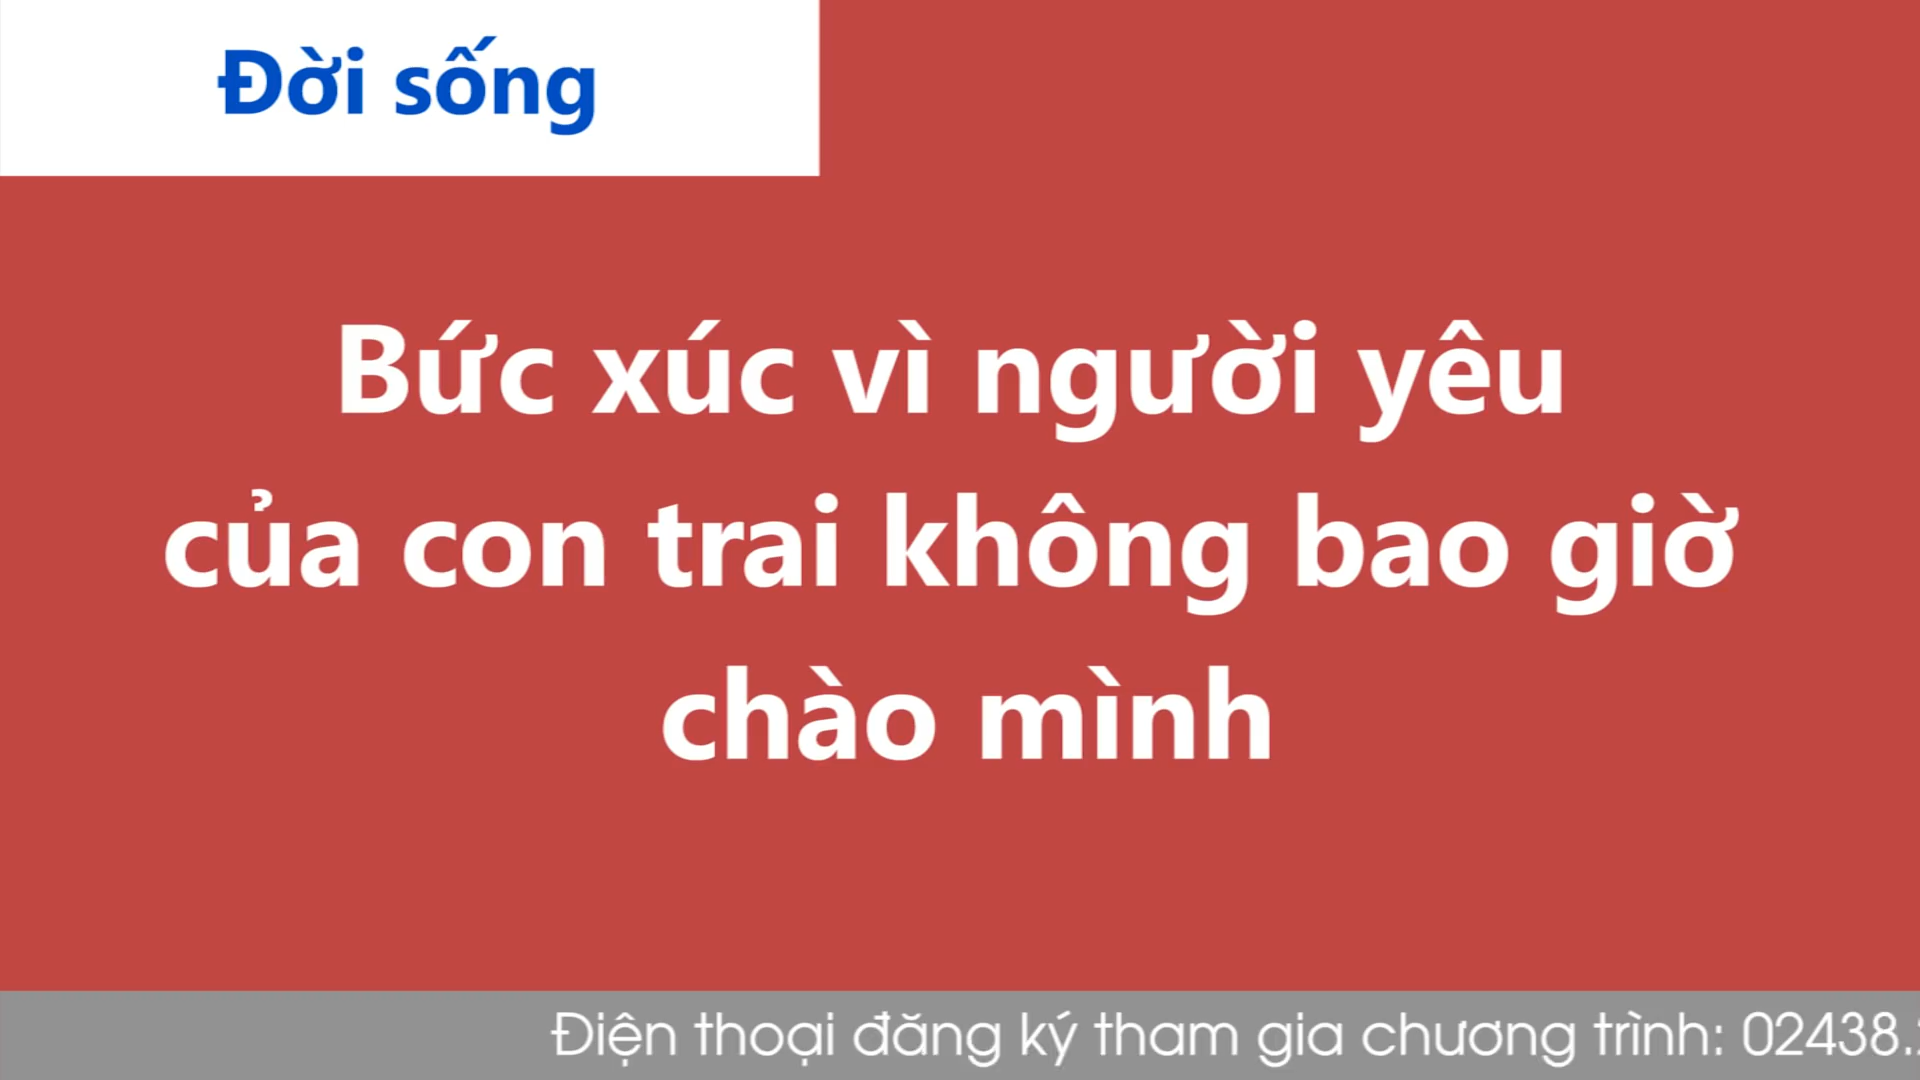 Đời sống
Bức xúc vì người yêu
của con trai không bao giờ
chào mình
Điện thoại đăng ký tham gia chương trình: 02438.